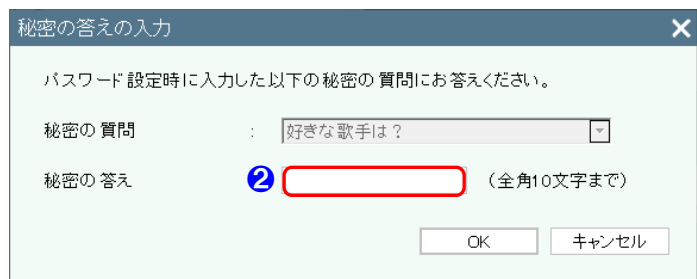 秘密の答えの入力
パスワード設定時に入力した以下の秘密の質問にお答えください。
秘密の質問 : 好きな歌手は？
秘密の答え ❷ (全角10文字まで)
OK キャンセル